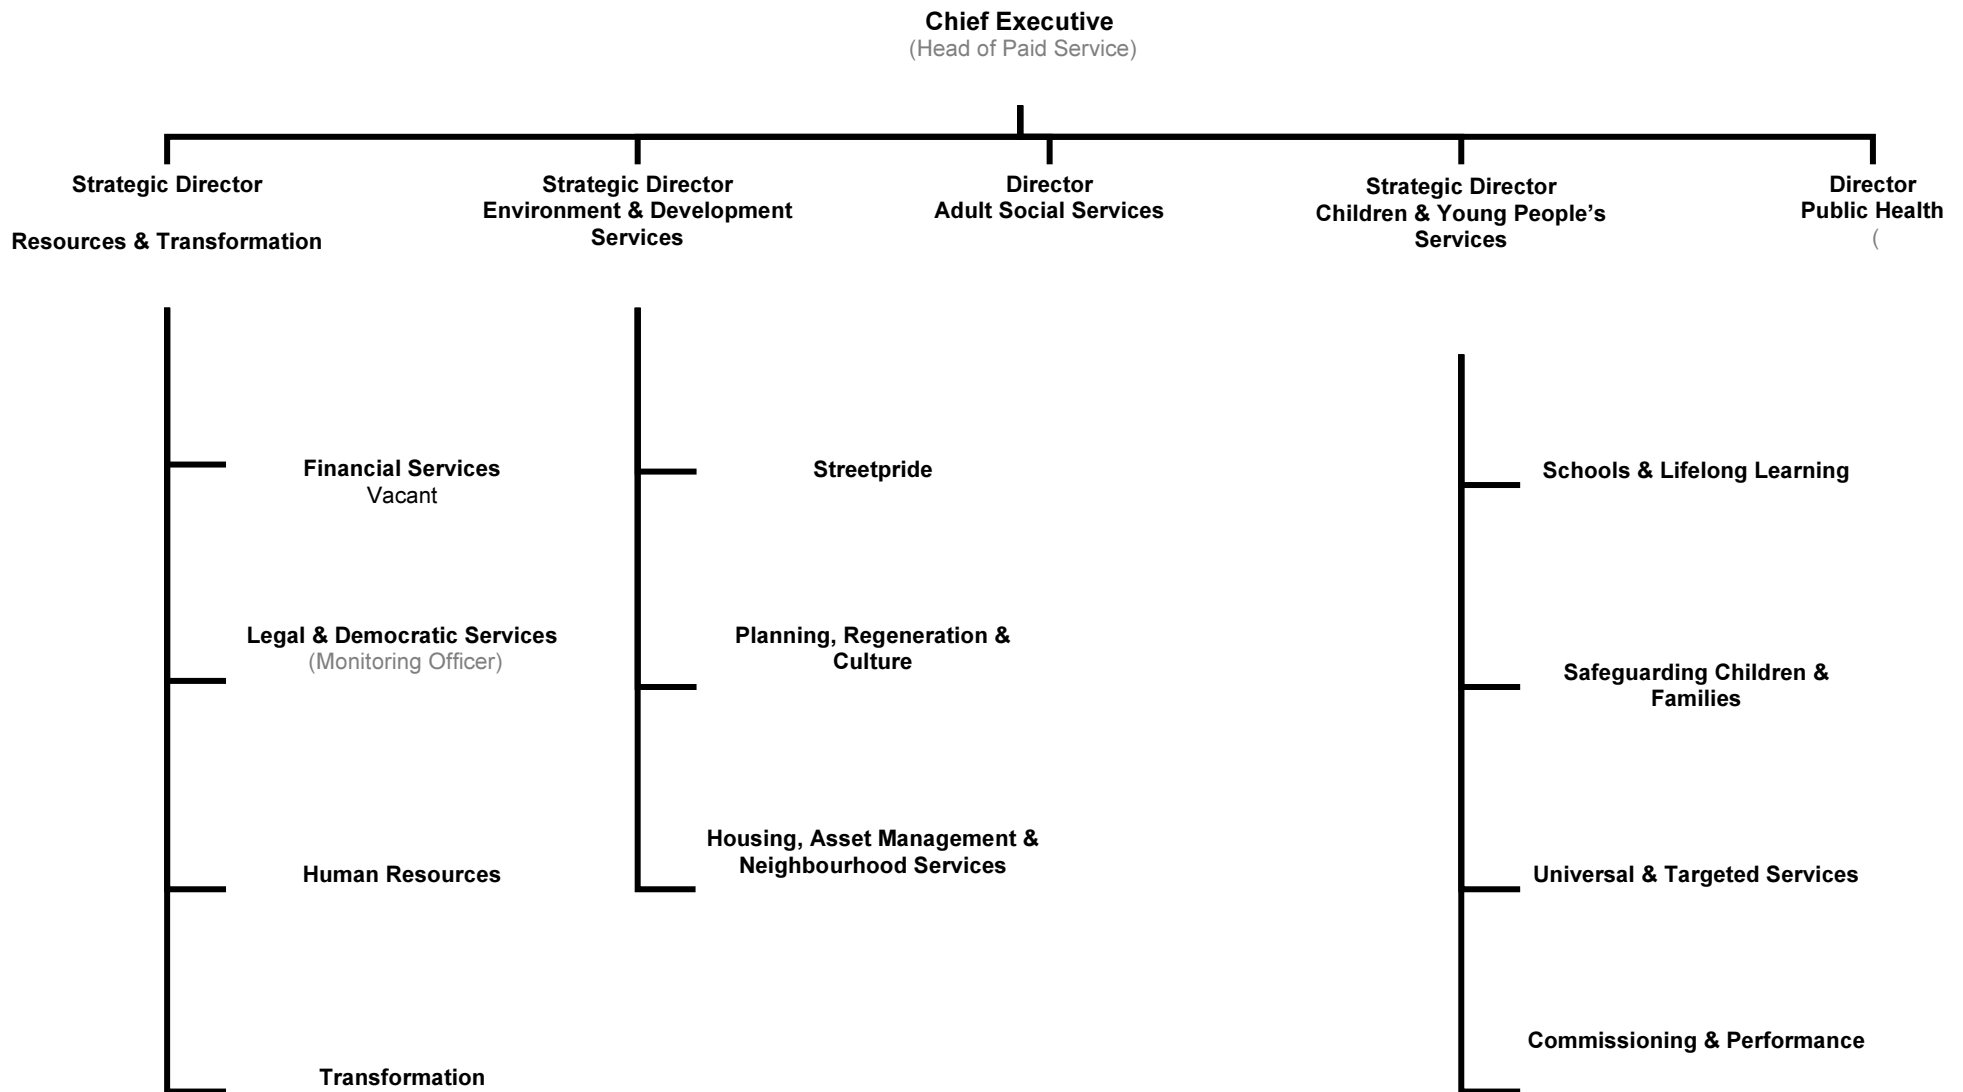 Chief Executive
(Head of Paid Service)
Strategic Director
Resources & Transformation
Strategic Director
Environment & Development
Services
Director
Adult Social Services
Strategic Director
Children & Young People’s
Services
Director
Public Health
(
Financial Services
Vacant
Legal & Democratic Services
(Monitoring Officer)
Human Resources
Transformation
Streetpride
Planning, Regeneration &
Culture
Housing, Asset Management &
Neighbourhood Services
Schools & Lifelong Learning
Safeguarding Children &
Families
Universal & Targeted Services
Commissioning & Performance